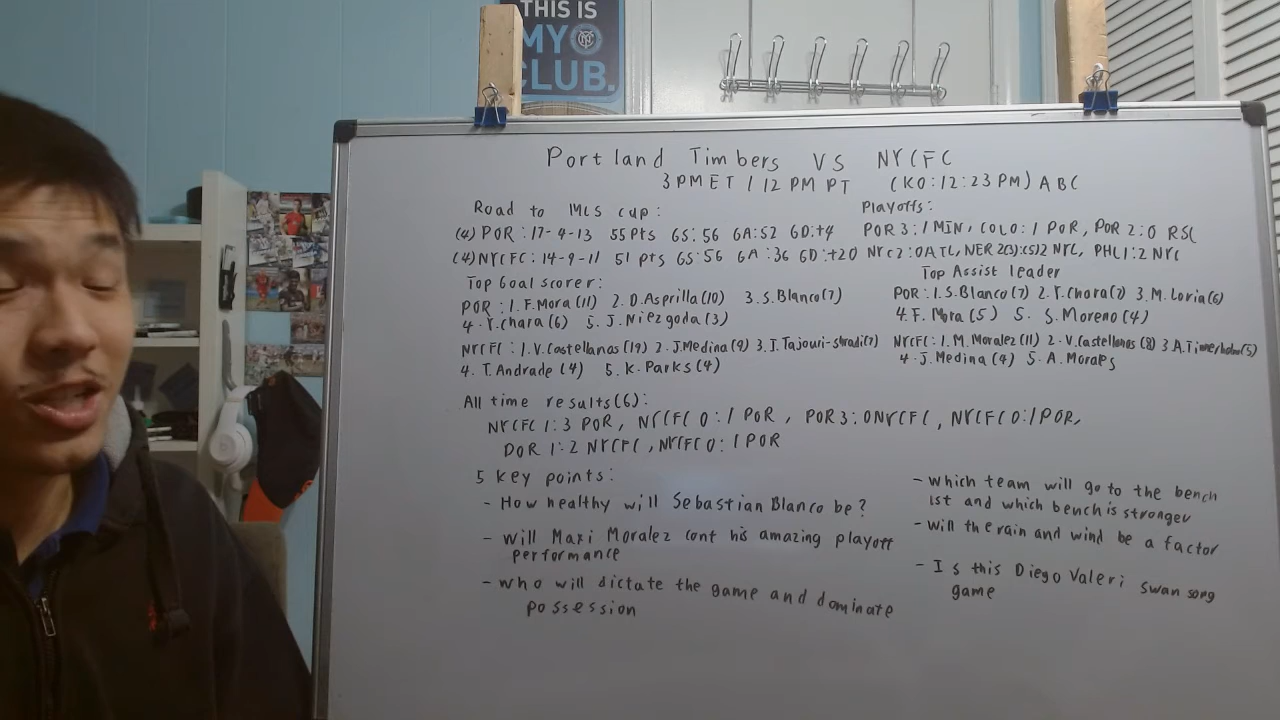 THIS IS
MY
CLUB.
Portland Timbers VS NYCFC
3 PM ET / 12 PM PT (KO: 12:23 PM) ABC
Road to MLS cup:
Playoffs:
(4) POR: 17-4-13 55 Pts GS: 56 GA: 52 GD: +4
POR 3:1 MIN, COLO: 1 POR, POR 2:0 RSL
(4) NYCFC: 14-9-11 51 pts GS: 56 GA: 36 GD: +20
NYC 2:0 ATL, NER 2(3):(5)2 NYC, PHL 1:2 NYC
Top Goal scorer:
Top Assist leader
POR: 1. F. Mora (11) 2. D. Asprilla (10) 3. S. Blanco (7)
4. Y. Chara (6) 5. J. Niezgoda (3)
POR: 1. S. Blanco (7) 2. Y. Chara (7) 3. M. Loria (6)
4. F. Mora (5) 5. S. Moreno (4)
NYCFC: 1. V. Castellanos (19) 2. J. Medina (9) 3. I. Tajouri-shradi (7)
4. T. Andrade (4) 5. K. Parks (4)
NYCFC: 1. M. Moralez (11) 2. V. Castellanos (8) 3. A. (5)
4. J. Medina (4) 5. A. Morales
All time results (6):
NYCFC 1:3 POR, NYCFC 0:1 POR, POR 3:0 NYCFC, NYCFC 0:1 POR,
POR 1:2 NYCFC, NYCFC 0:1 POR
5 key points:
- How healthy will Sebastian Blanco be?
- will Maxi Moralez cont his amazing playoff
performance
- who will dictate the game and dominate
possession
- which team will go to the bench
1st and which bench is stronger
- will the rain and wind be a factor
- Is this Diego Valeri swan song
game